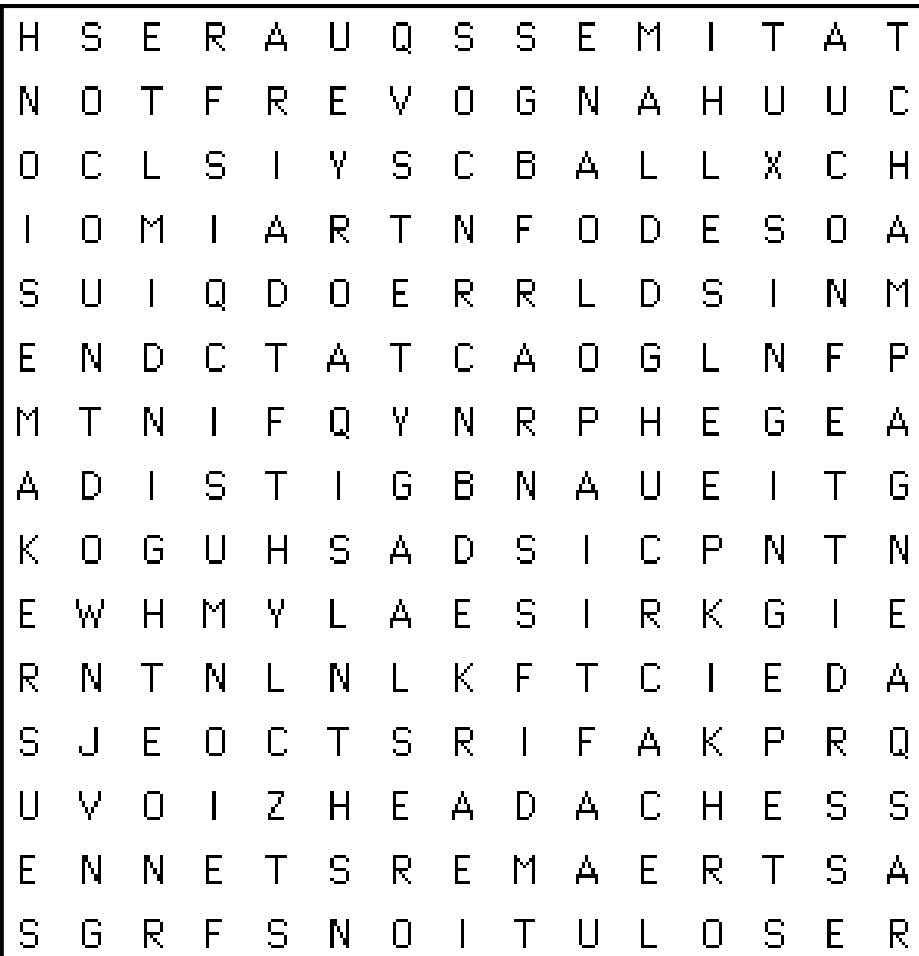 H S E R A U Q S S E M I T A T
N O T F R E V O G N A H U U C
O C L S I Y S C B A L L X C H
I O M I A R T N F O D E S O A
S U I Q D O E R R L D S I N M
E N D C T A T C A O G L N F P
M T N I F Q Y N R P H E G E A
A D I S T I G B N A U E I T G
K O G U H S A D S I C P N T N
E W H M Y L A E S I R K G I E
R N T N L N L K F T C I E D A
S J E O C T S R I F A K P R Q
U V O I Z H E A D A C H E S S
E N N E T S R E M A E R T S A
S G R F S N O I T U L O S E R